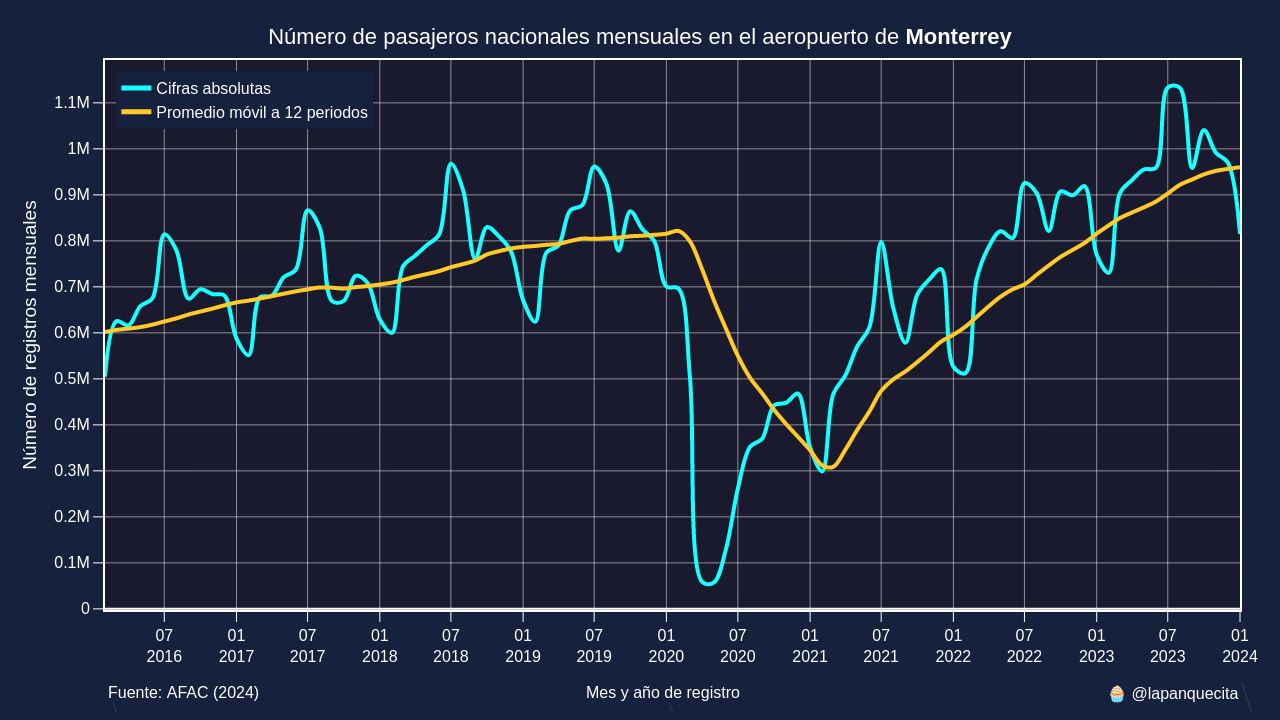 Número de pasajeros nacionales mensuales en el aeropuerto de Monterrey
Cifras absolutas
Promedio móvil a 12 periodos
Número de registros mensuales
1.1M
1M
0.9M
0.8M
0.7M
0.6M
0.5M
0.4M
0.3M
0.2M
0.1M
0
07 01 07 01 07 01 07 01 07 01 07 01 07 01 07 01
2016 2017 2017 2018 2018 2019 2019 2020 2020 2021 2021 2022 2022 2023 2023 2024
Fuente: AFAC (2024)
Mes y año de registro
🧁 @lapanquecita